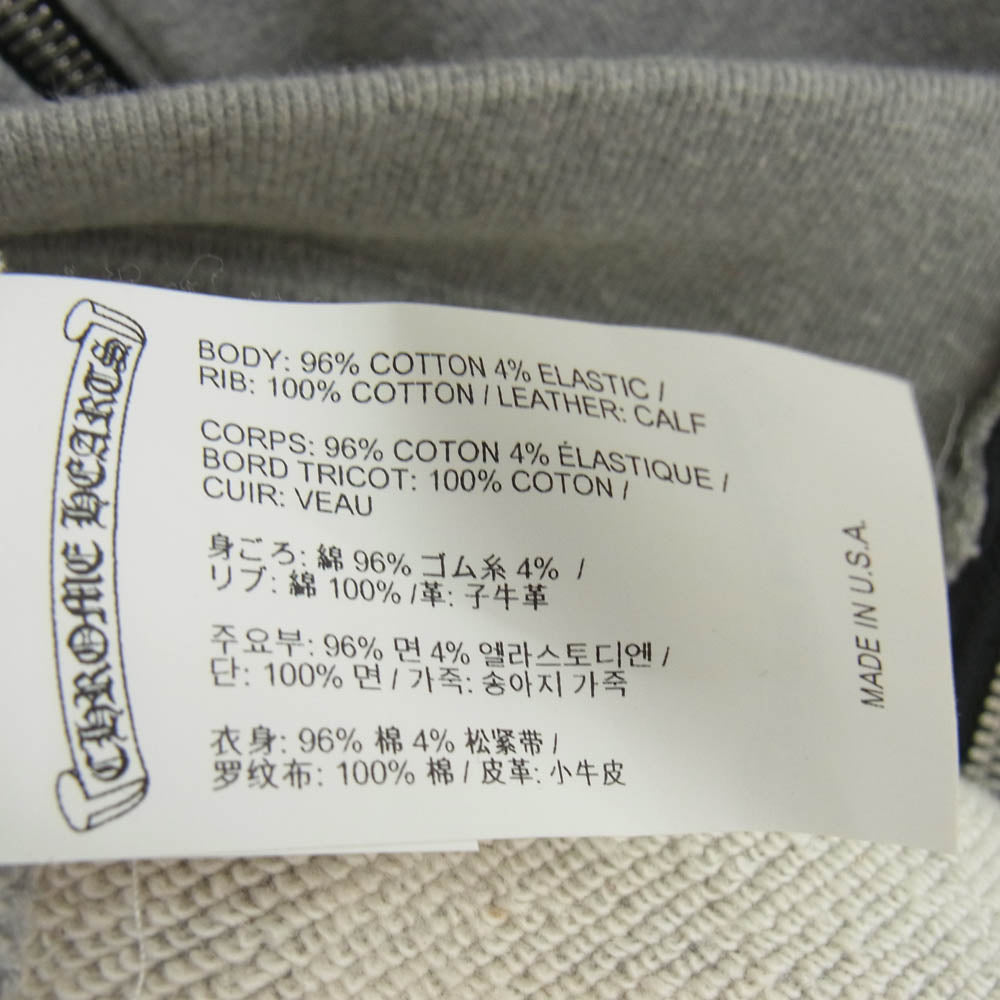 CHROME HEARTS
BODY: 96% COTTON 4% ELASTIC /
RIB: 100% COTTON / LEATHER: CALF
CORPS: 96% COTON 4% ÉLASTIQUE /
BORD TRICOT: 100% COTON /
CUIR: VEAU
身ごろ: 綿 96% ゴム糸 4% /
リブ: 綿 100% /革: 子牛革
주요부: 96% 면 4% 엘라스토디엔 /
단: 100% 면 / 가죽: 송아지 가죽
衣身: 96% 棉 4% 松紧带 /
罗纹布: 100% 棉 / 皮革: 小牛皮
MADE IN U.S.A.